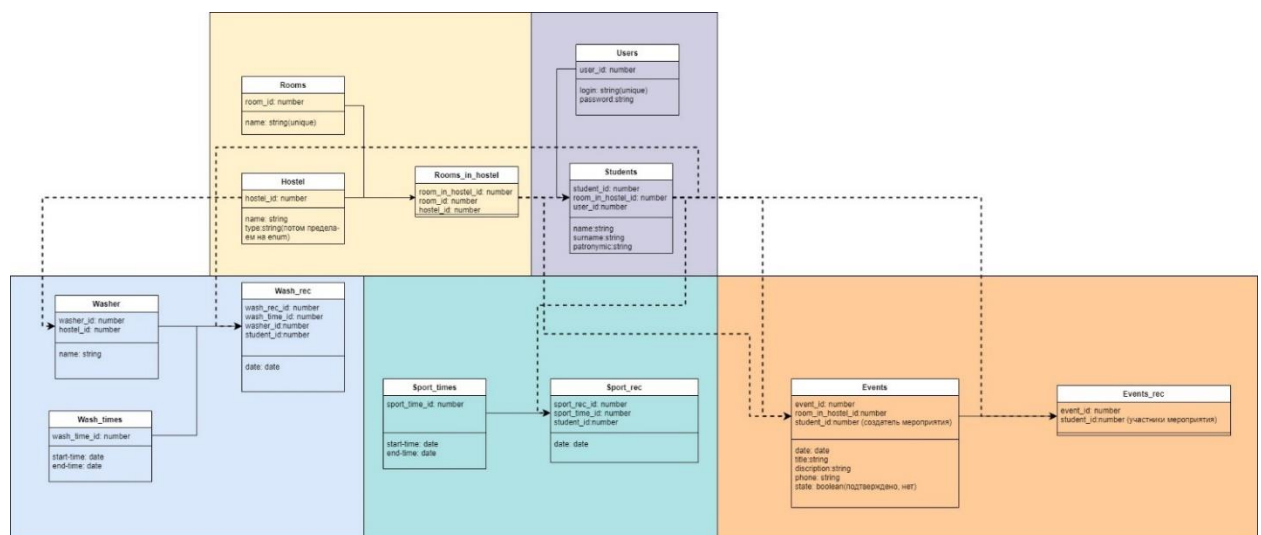 Users
user_id: number
login: string(unique)
password:string
Rooms
room_id: number
name: string(unique)
Hostel
hostel_id: number
name: string
type:string(потом предела-
ем на enum)
Rooms_in_hostel
room_in_hostel_id: number
room_id: number
hostel_id: number
Students
student_id: number
room_in_hostel_id: number
user_id:number
name:string
surname:string
patronymic:string
Washer
washer_id: number
hostel_id: number
name: string
Wash_rec
wash_rec_id: number
wash_time_id: number
washer_id:number
student_id:number
date: date
Wash_times
wash_time_id: number
start-time: date
end-time: date
Sport_times
sport_time_id: number
start-time: date
end-time: date
Sport_rec
sport_rec_id: number
sport_time_id: number
student_id:number
date: date
Events
event_id: number
room_in_hostel_id:number
student_id:number (создатель мероприятия)
date: date
title:string
discription:string
phone: string
state: boolean(подтверждено, нет)
Events_rec
event_id: number
student_id:number (участники мероприятия)